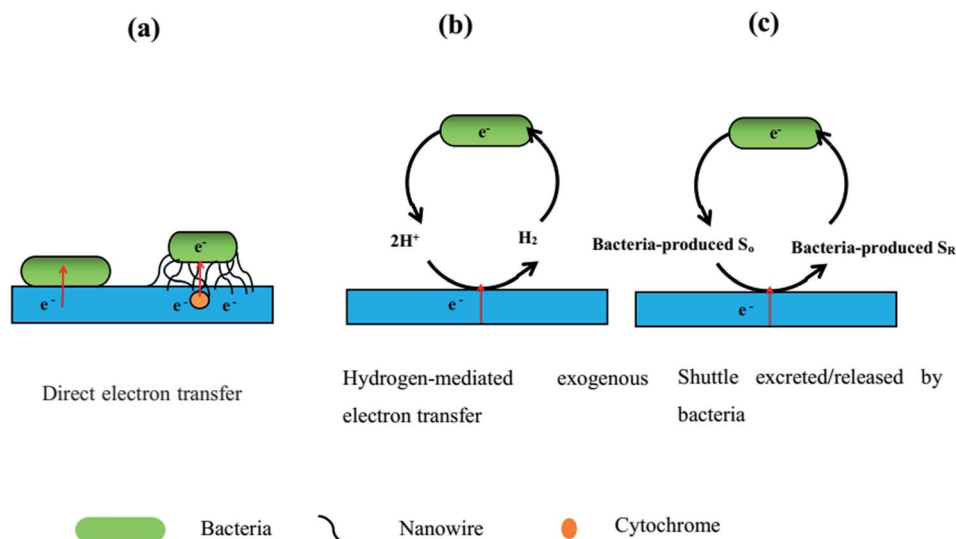 (a)
(b)
(c)
e-
e-
e-
e-
e-
2H+
H2
e-
e-
Bacteria-produced So
Bacteria-produced SR
e-
Direct electron transfer
Hydrogen-mediated exogenous
electron transfer
Shuttle excreted/released by
bacteria
Bacteria
Nanowire
Cytochrome